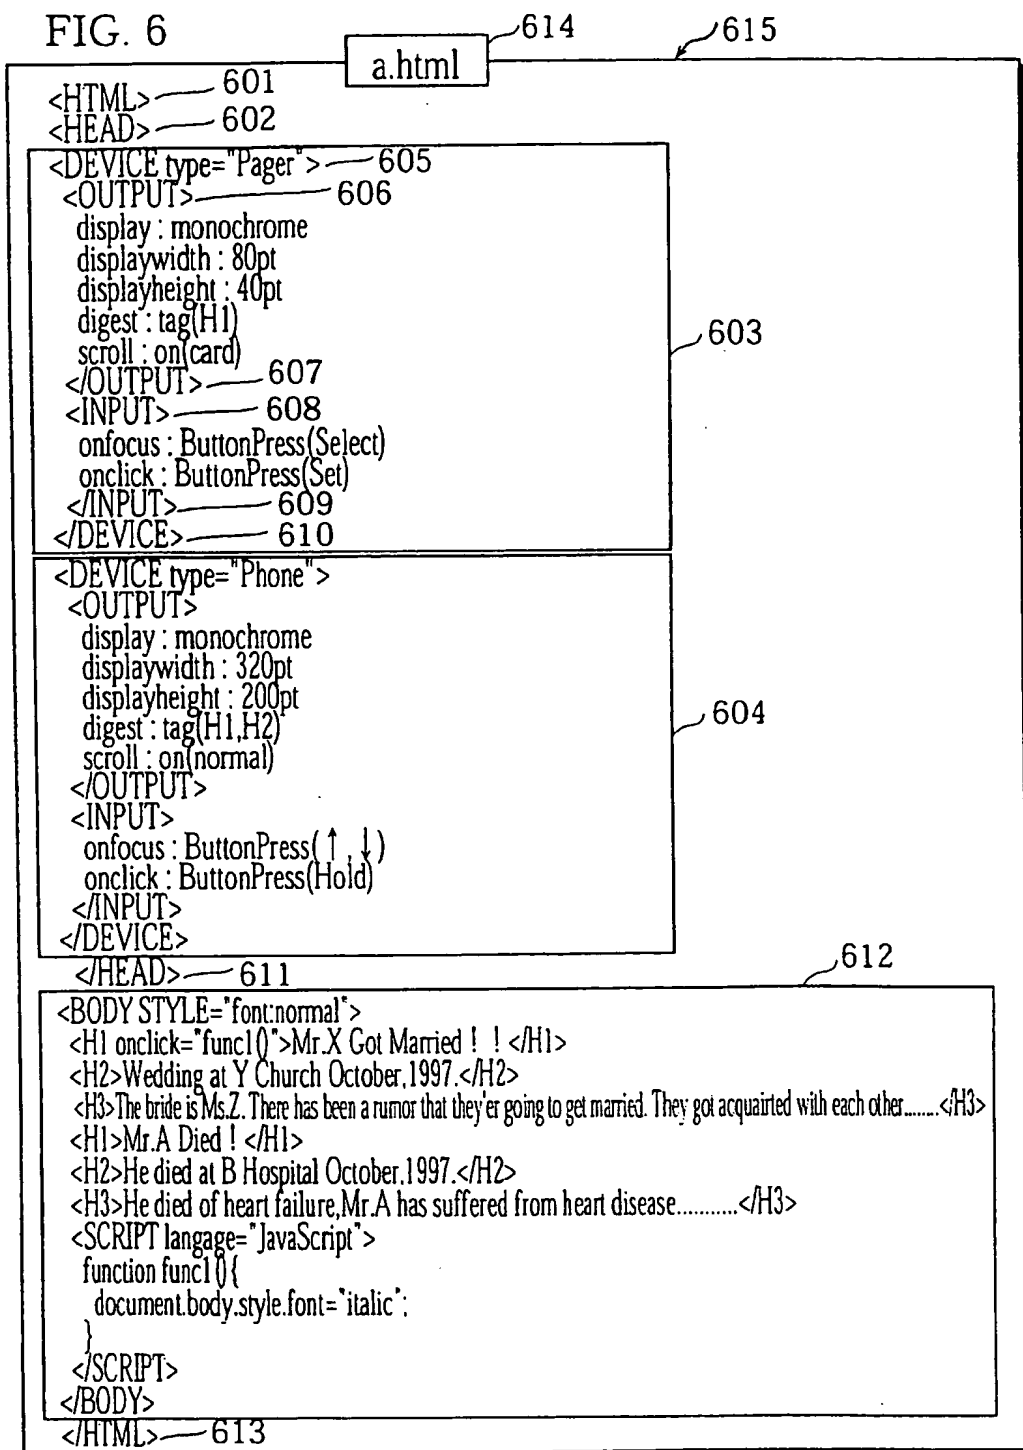 FIG. 6
614
615
a.html
<HTML> 601
<HEAD> 602
<DEVICE type="Pager"> 605
<OUTPUT> 606
display : monochrome
displaywidth : 80pt
displayheight : 40pt
digest : tag(H1)
scroll : on(card)
603
</OUTPUT> 607
<INPUT> 608
onfocus : ButtonPress(Select)
onclick : ButtonPress(Set)
</INPUT> 609
</DEVICE> 610
<DEVICE type="Phone">
<OUTPUT>
display : monochrome
displaywidth : 320pt
displayheight : 200pt
digest : tag(H1,H2)
604
scroll : on(normal)
</OUTPUT>
<INPUT>
onfocus : ButtonPress(↑,↓)
onclick : ButtonPress(Hold)
</INPUT>
</DEVICE>
</HEAD> 611
612
<BODY STYLE="font:normal">
<H1 onclick="func1()">Mr.X Got Married ! ! </H1>
<H2>Wedding at Y Church October,1997.</H2>
<H3>The bride is Ms.Z. There has been a rumor that they'er going to get married. They got acquairted with each other........</H3>
<H1>Mr.A Died ! </H1>
<H2>He died at B Hospital October,1997.</H2>
<H3>He died of heart failure,Mr.A has suffered from heart disease...........</H3>
<SCRIPT langage="JavaScript">
function func1(){
document.body.style.font="italic";
}
</SCRIPT>
</BODY>
</HTML> 613